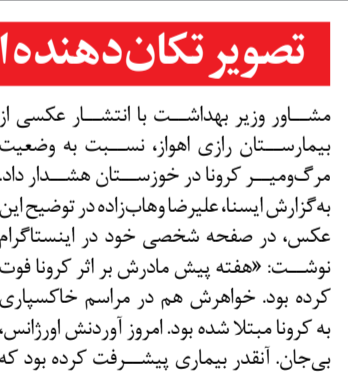 تصویر تکان‌دهنده‌ا
مشاور وزیر بهداشت با انتشار عکسی از
بیمارستان رازی اهواز، نسبت به وضعیت
مرگ‌ومیر کرونا در خوزستان هشدار داد.
به‌گزارش ایسنا، علیرضا وهاب‌زاده در توضیح این
عکس، در صفحه شخصی خود در اینستاگرام
نوشت: «هفته پیش مادرش بر اثر کرونا فوت
کرده بود. خواهرش هم در مراسم خاکسپاری
به کرونا مبتلا شده بود. امروز آوردنش اورژانس،
بی‌جان. آنقدر بیماری پیشرفت کرده بود که